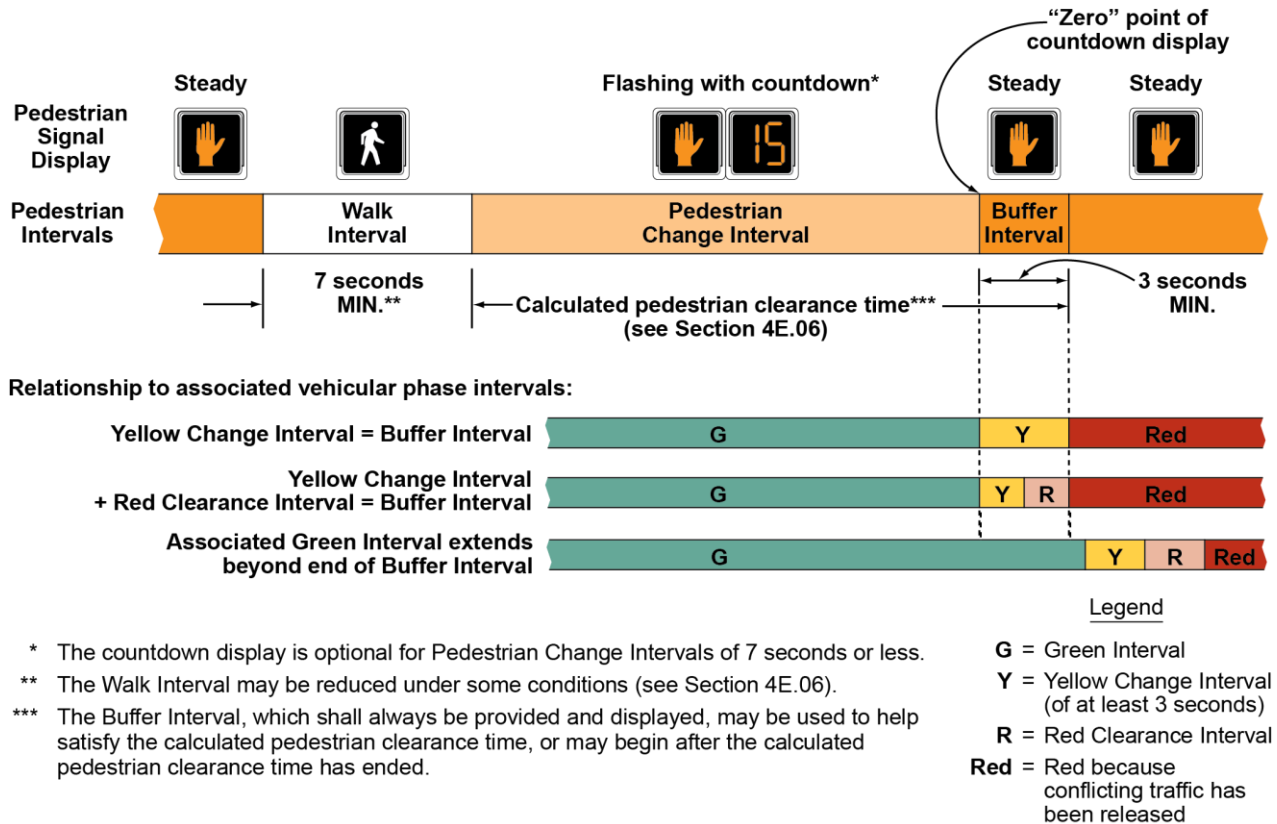 “Zero” point of
countdown display
Steady
Flashing with countdown*
Steady
Steady
Pedestrian
Signal
Display
15
Pedestrian
Intervals
Walk
Interval
Pedestrian
Change Interval
Buffer
Interval
7 seconds
MIN.**
Calculated pedestrian clearance time***
(see Section 4E.06)
3 seconds
MIN.
Relationship to associated vehicular phase intervals:
Yellow Change Interval = Buffer Interval
G
Y
Red
Yellow Change Interval
+ Red Clearance Interval = Buffer Interval
G
Y
R
Red
Associated Green Interval extends
beyond end of Buffer Interval
G
Y
R
Red
* The countdown display is optional for Pedestrian Change Intervals of 7 seconds or less.
** The Walk Interval may be reduced under some conditions (see Section 4E.06).
*** The Buffer Interval, which shall always be provided and displayed, may be used to help
satisfy the calculated pedestrian clearance time, or may begin after the calculated
pedestrian clearance time has ended.
Legend
G = Green Interval
Y = Yellow Change Interval
(of at least 3 seconds)
R = Red Clearance Interval
Red = Red because
conflicting traffic has
been released